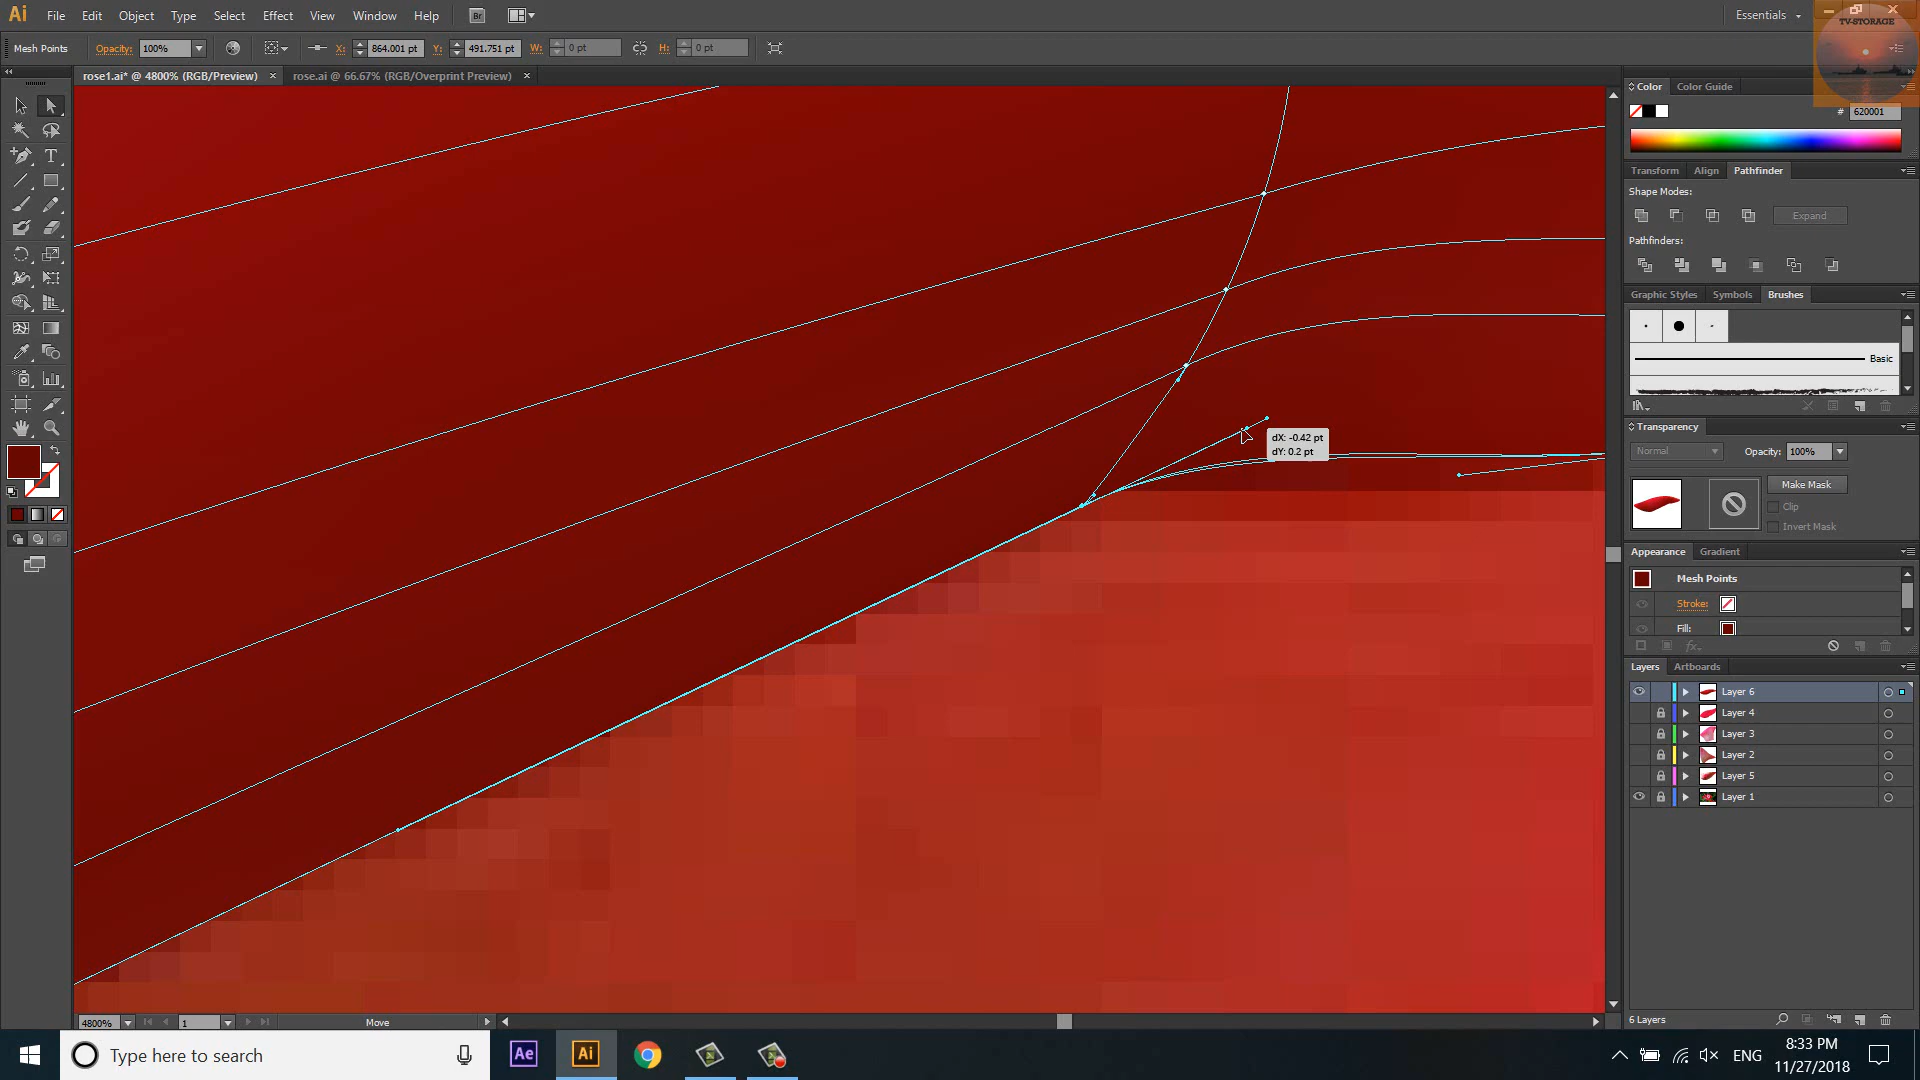 Ai File Edit Object Type Select Effect View Window Help Br Essentials
TV-STORAGE
Mesh Points Opacity: 100% X: 864.001 pt Y: 491.751 pt W: 0 pt H: 0 pt
rose1.ai* @ 4800% (RGB/Preview) × rose.ai @ 66.67% (RGB/Overprint Preview) ×
Color Color Guide
# 620001
Transform Align Pathfinder
Shape Modes:
Expand
Pathfinders:
Graphic Styles Symbols Brushes
Basic
Transparency
Normal Opacity: 100%
dX: -0.42 pt
dY: 0.2 pt
Make Mask
Clip
Invert Mask
Appearance Gradient
Mesh Points
Stroke:
Fill:
fx
Layers Artboards
Layer 6
Layer 4
Layer 3
Layer 2
Layer 5
Layer 1
6 Layers
4800% 1 Move
Type here to search
Ae Ai
ENG
8:33 PM
11/27/2018